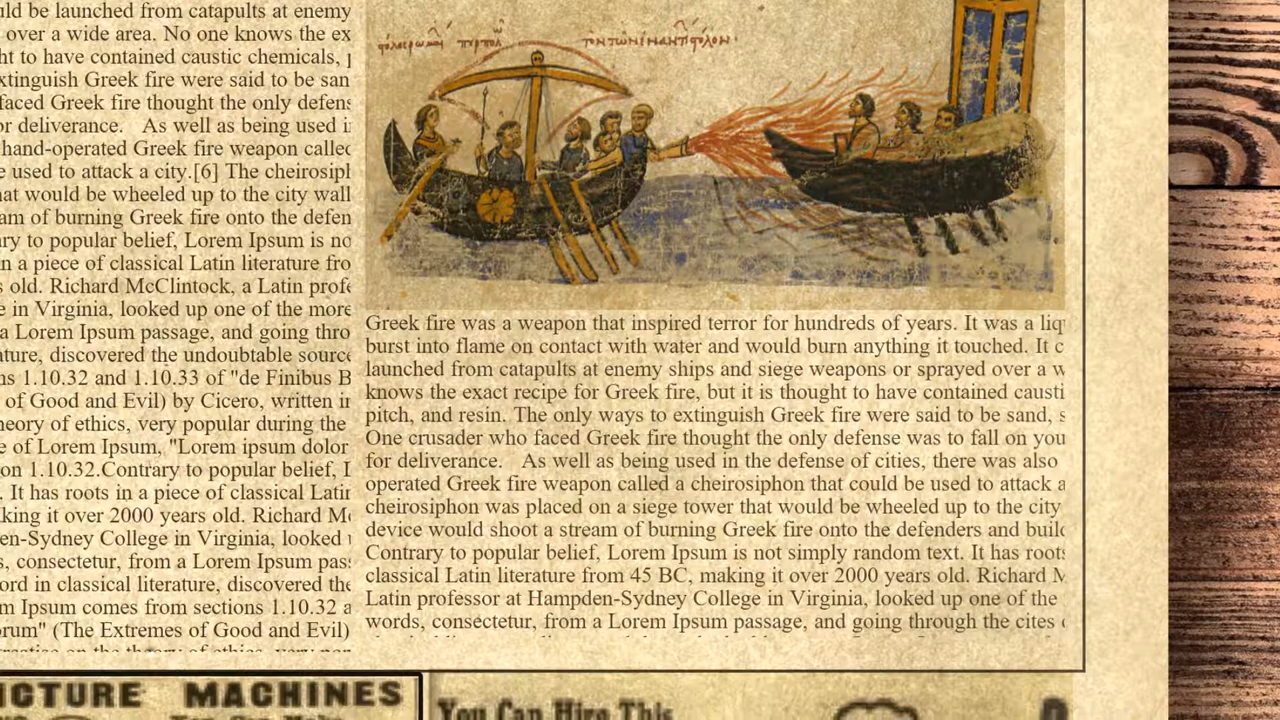 uld be launched from catapults at enemy
over a wide area. No one knows the ex
ht to have contained caustic chemicals, p
xtinguish Greek fire were said to be san
faced Greek fire thought the only defens
or deliverance. As well as being used i
hand-operated Greek fire weapon called
e used to attack a city.[6] The cheirosiph
hat would be wheeled up to the city wall
am of burning Greek fire onto the defen
ary to popular belief, Lorem Ipsum is no
n a piece of classical Latin literature fro
s old. Richard McClintock, a Latin profe
e in Virginia, looked up one of the more
a Lorem Ipsum passage, and going thro
ature, discovered the undoubtable source
ns 1.10.32 and 1.10.33 of "de Finibus B
of Good and Evil) by Cicero, written in
heory of ethics, very popular during the
e of Lorem Ipsum, "Lorem ipsum dolor
on 1.10.32.Contrary to popular belief, L
. It has roots in a piece of classical Latin
king it over 2000 years old. Richard Mc
en-Sydney College in Virginia, looked u
s, consectetur, from a Lorem Ipsum pass
ord in classical literature, discovered the
m Ipsum comes from sections 1.10.32 a
orum" (The Extremes of Good and Evil)
Greek fire was a weapon that inspired terror for hundreds of years. It was a liq
burst into flame on contact with water and would burn anything it touched. It c
launched from catapults at enemy ships and siege weapons or sprayed over a w
knows the exact recipe for Greek fire, but it is thought to have contained causti
pitch, and resin. The only ways to extinguish Greek fire were said to be sand, s
One crusader who faced Greek fire thought the only defense was to fall on you
for deliverance. As well as being used in the defense of cities, there was also
operated Greek fire weapon called a cheirosiphon that could be used to attack a
cheirosiphon was placed on a siege tower that would be wheeled up to the city
device would shoot a stream of burning Greek fire onto the defenders and build
Contrary to popular belief, Lorem Ipsum is not simply random text. It has roots
classical Latin literature from 45 BC, making it over 2000 years old. Richard M
Latin professor at Hampden-Sydney College in Virginia, looked up one of the
words, consectetur, from a Lorem Ipsum passage, and going through the cites
ICTURE MACHINES
You Can Hire This